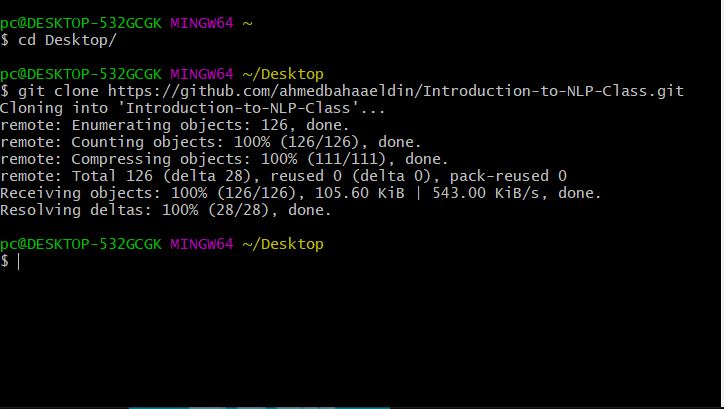 pc@DESKTOP-532GCGK MINGW64 ~
$ cd Desktop/
pc@DESKTOP-532GCGK MINGW64 ~/Desktop
$ git clone https://github.com/ahmedbahaaeldin/Introduction-to-NLP-Class.git
Cloning into 'Introduction-to-NLP-Class'...
remote: Enumerating objects: 126, done.
remote: Counting objects: 100% (126/126), done.
remote: Compressing objects: 100% (111/111), done.
remote: Total 126 (delta 28), reused 0 (delta 0), pack-reused 0
Receiving objects: 100% (126/126), 105.60 KiB | 543.00 KiB/s, done.
Resolving deltas: 100% (28/28), done.
pc@DESKTOP-532GCGK MINGW64 ~/Desktop
$